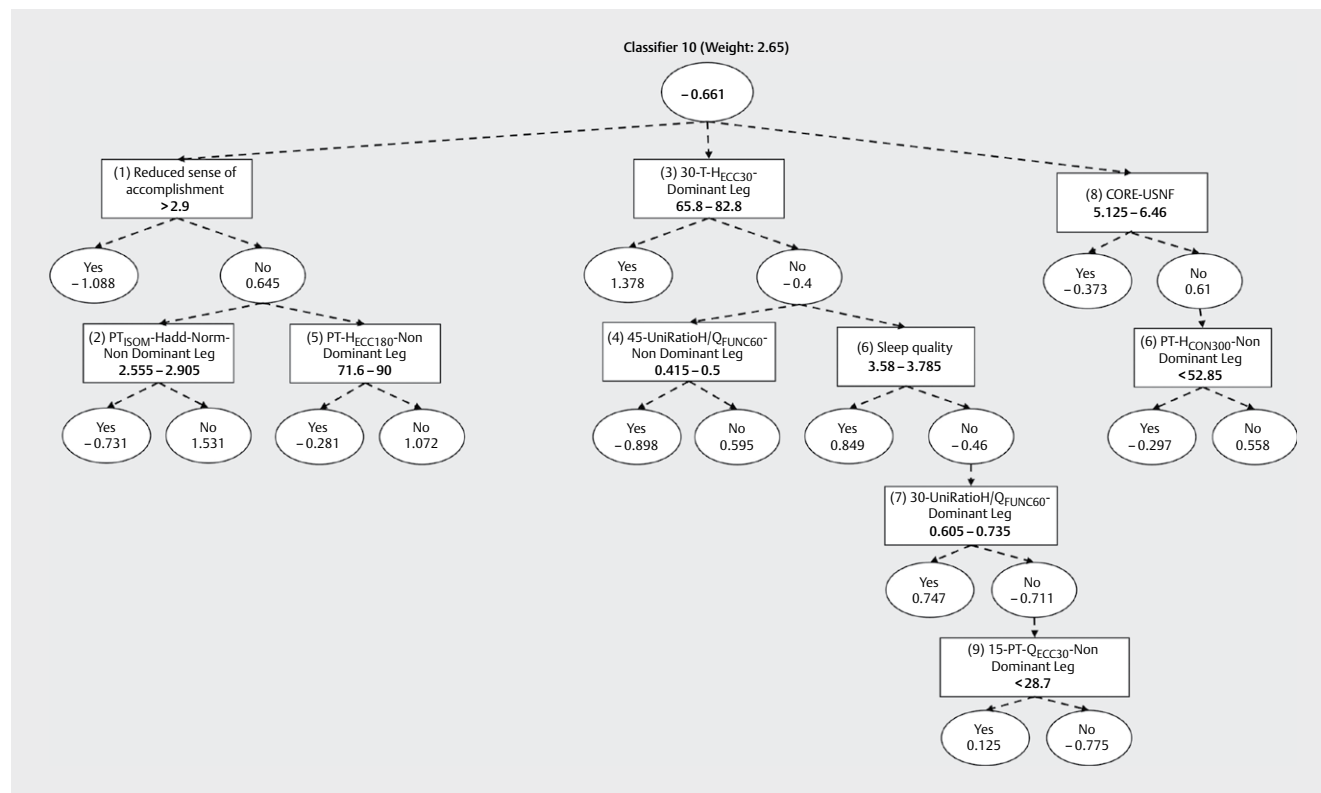 Classifier 10 (Weight: 2.65)
– 0.661
(1) Reduced sense of
accomplishment
> 2.9
Yes
– 1.088
No
0.645
(2) PTISOM-Hadd-Norm-
Non Dominant Leg
2.555 – 2.905
Yes
– 0.731
No
1.531
(5) PT-HECC180-Non
Dominant Leg
71.6 – 90
Yes
– 0.281
No
1.072
(3) 30-T-HECC30-
Dominant Leg
65.8 – 82.8
Yes
1.378
No
– 0.4
(4) 45-UniRatioH/QFUNC60-
Non Dominant Leg
0.415 – 0.5
Yes
– 0.898
No
0.595
(6) Sleep quality
3.58 – 3.785
Yes
0.849
No
– 0.46
(7) 30-UniRatioH/QFUNC60-
Dominant Leg
0.605 – 0.735
Yes
0.747
No
– 0.711
(9) 15-PT-QECC30-Non
Dominant Leg
< 28.7
Yes
0.125
No
– 0.775
(8) CORE-USNF
5.125 – 6.46
Yes
– 0.373
No
0.61
(6) PT-HCON300-Non
Dominant Leg
< 52.85
Yes
– 0.297
No
0.558